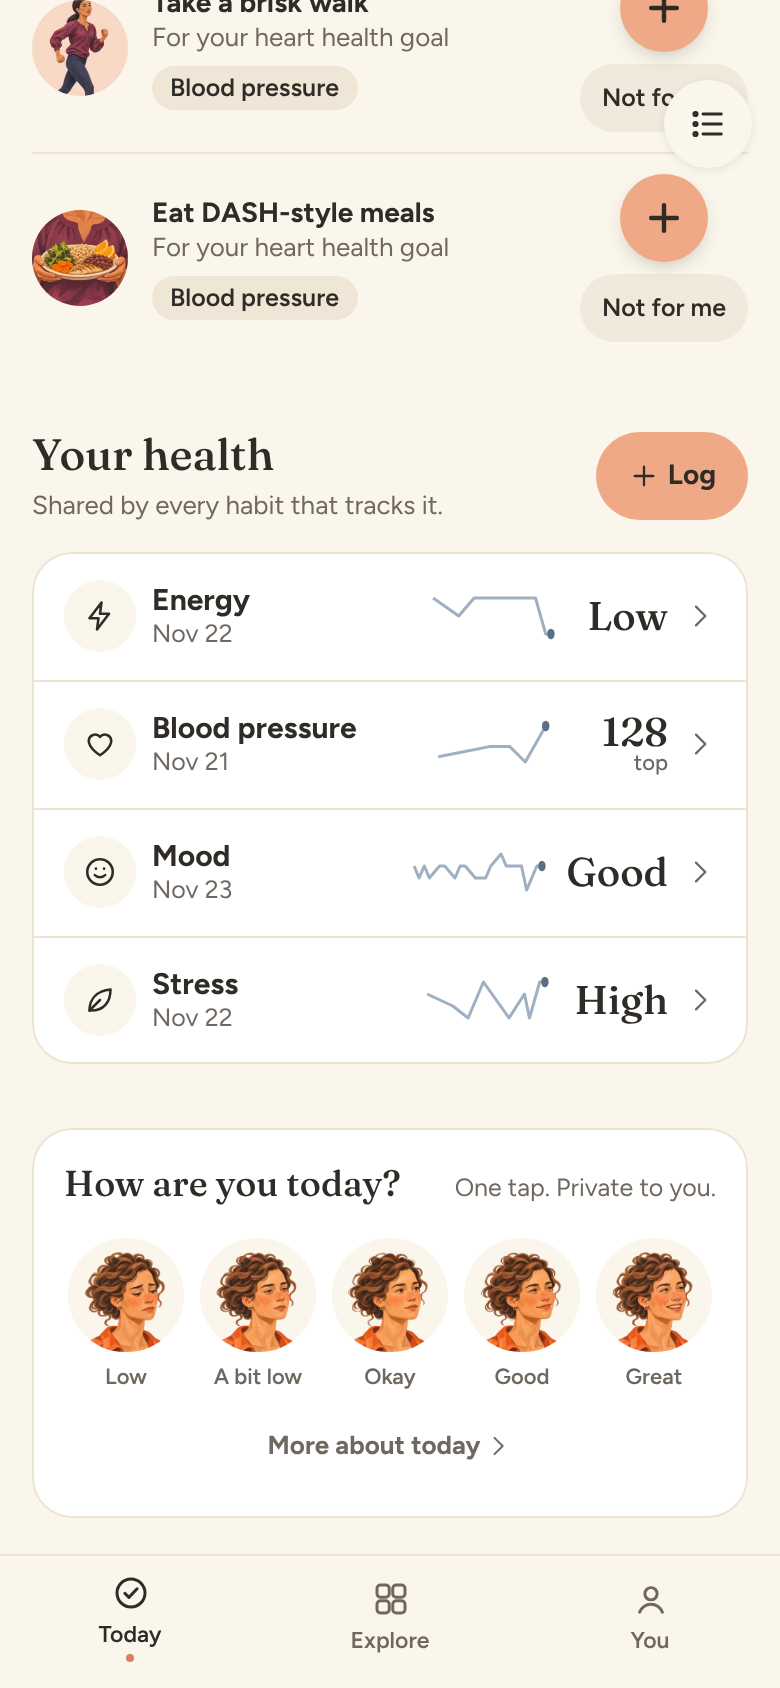 Take a brisk walk
For your heart health goal
Blood pressure
Eat DASH-style meals
For your heart health goal
Blood pressure
Not for me
Your health
Shared by every habit that tracks it.
Log
Energy
Nov 22
Low
Blood pressure
Nov 21
128
top
Mood
Nov 23
Good
Stress
Nov 22
High
How are you today?
One tap. Private to you.
Low
A bit low
Okay
Good
Great
More about today
Today
Explore
You